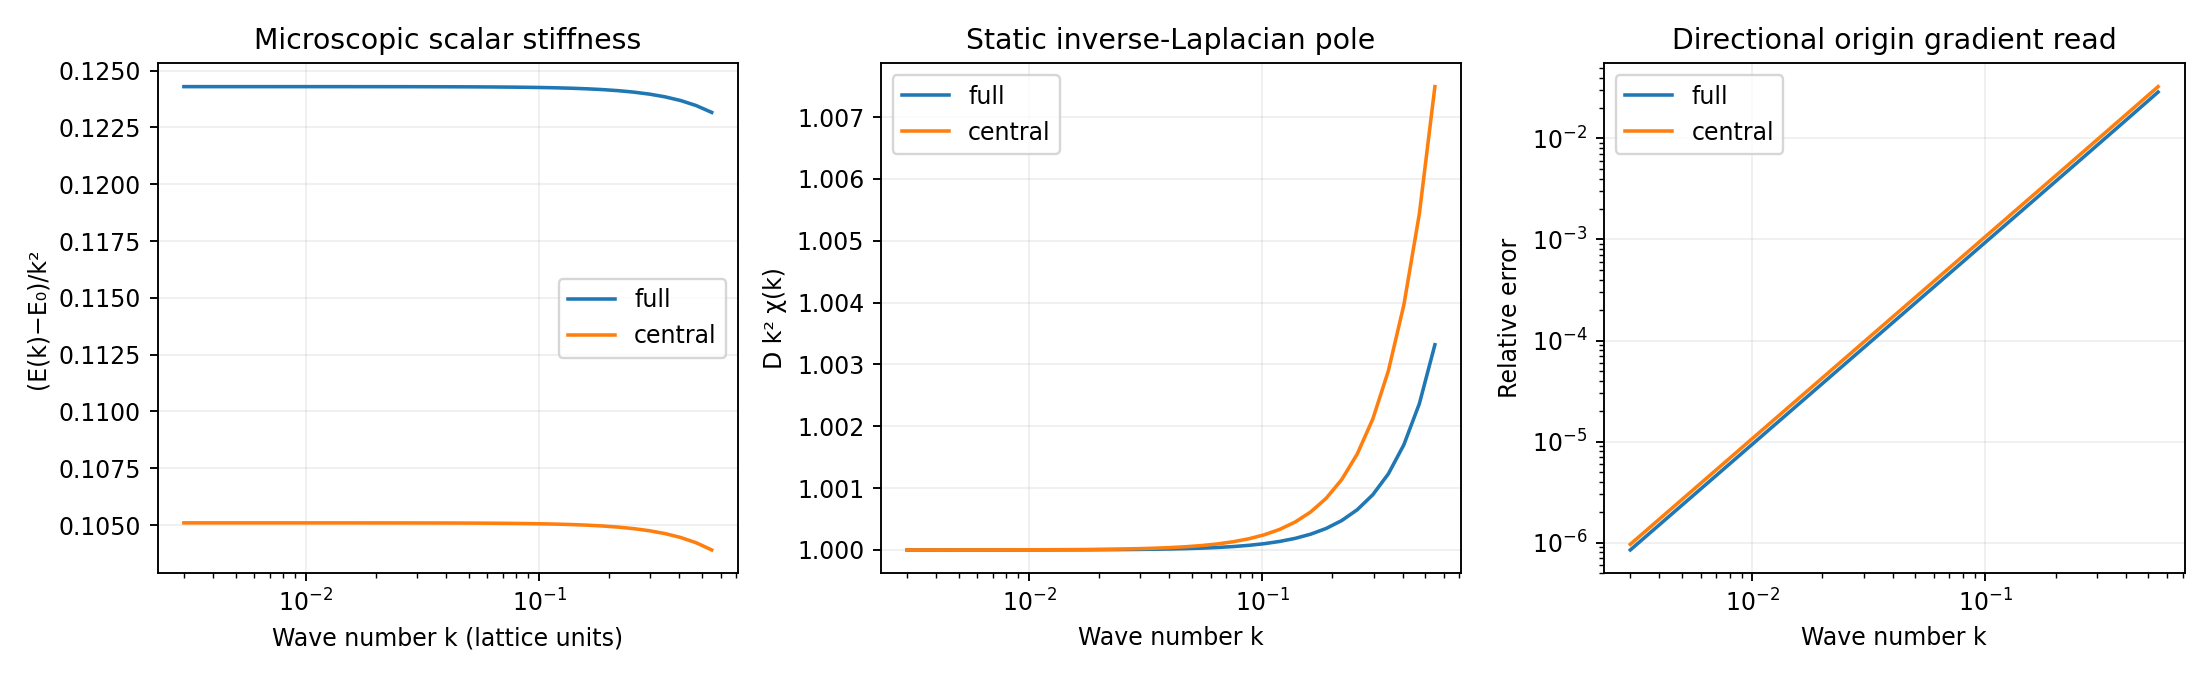 Microscopic scalar stiffness
(E(k)−E₀)/k²
0.1250
0.1225
0.1200
0.1175
0.1150
0.1125
0.1100
0.1075
0.1050
full
central
10⁻²
10⁻¹
Wave number k (lattice units)
Static inverse-Laplacian pole
D k² χ(k)
1.007
1.006
1.005
1.004
1.003
1.002
1.001
1.000
full
central
10⁻²
10⁻¹
Wave number k
Directional origin gradient read
Relative error
10⁻²
10⁻³
10⁻⁴
10⁻⁵
10⁻⁶
full
central
10⁻²
10⁻¹
Wave number k